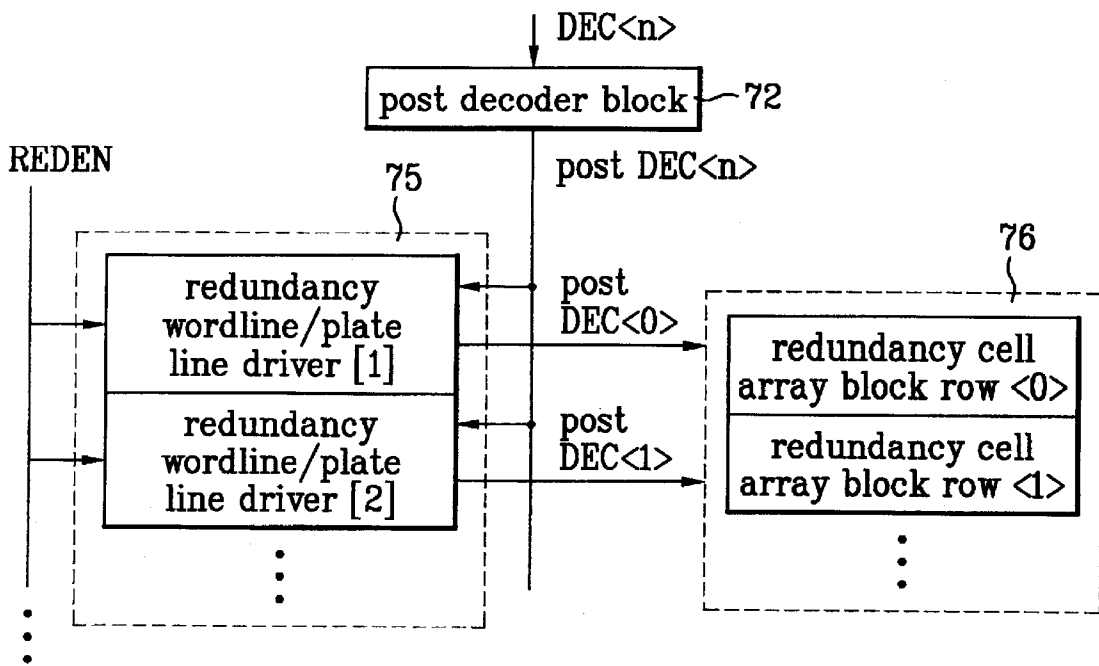 DEC<n>
post decoder block
72
REDEN
post DEC<n>
75
76
redundancy
wordline/plate
line driver [1]
post
DEC<0>
redundancy cell
array block row <0>
redundancy
wordline/plate
line driver [2]
post
DEC<1>
redundancy cell
array block row <1>